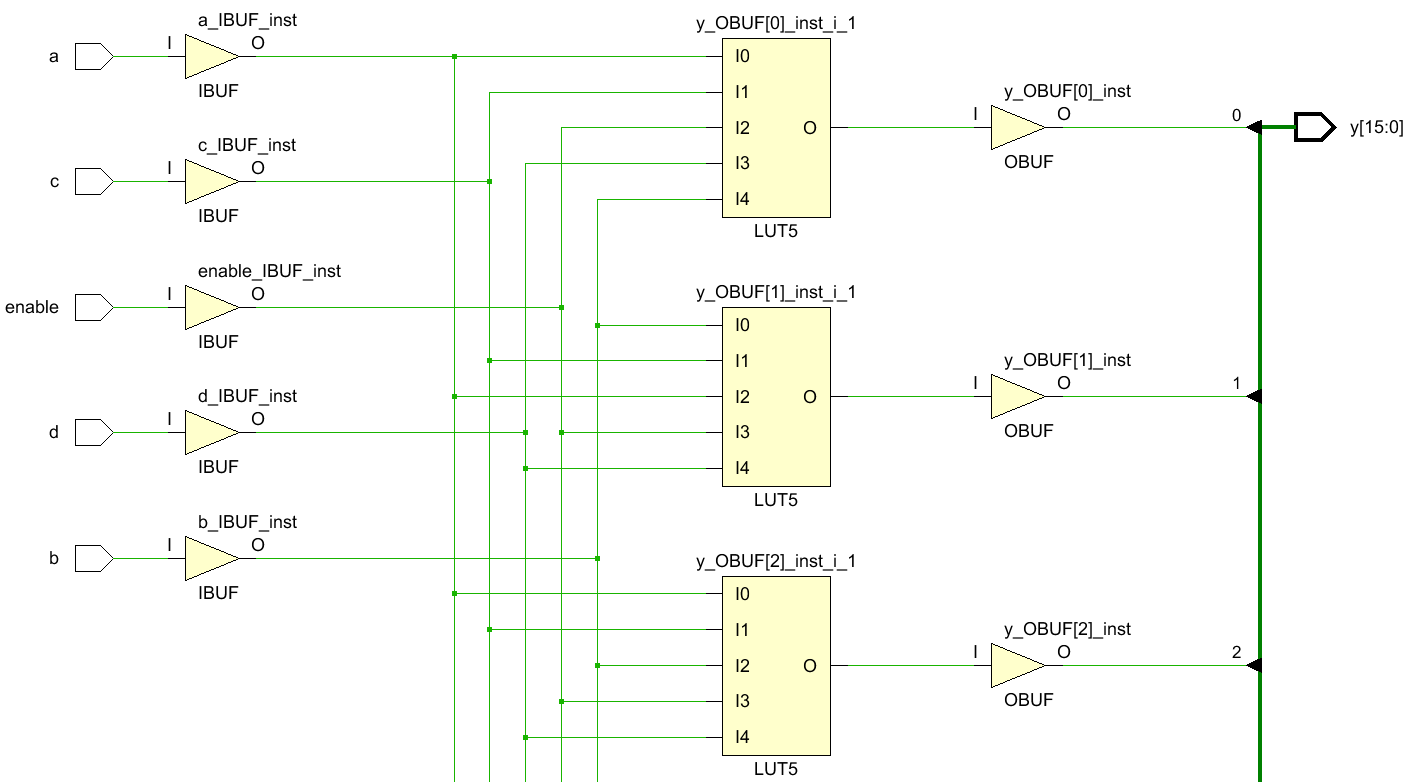 a_IBUF_inst
a
I
O
IBUF
c_IBUF_inst
c
I
O
IBUF
enable_IBUF_inst
enable
I
O
IBUF
d_IBUF_inst
d
I
O
IBUF
b_IBUF_inst
b
I
O
IBUF
y_OBUF[0]_inst_i_1
I0
I1
I2
O
I3
I4
LUT5
y_OBUF[1]_inst_i_1
I0
I1
I2
O
I3
I4
LUT5
y_OBUF[2]_inst_i_1
I0
I1
I2
O
I3
I4
LUT5
y_OBUF[0]_inst
I
O
OBUF
0
y[15:0]
y_OBUF[1]_inst
I
O
OBUF
1
y_OBUF[2]_inst
I
O
OBUF
2